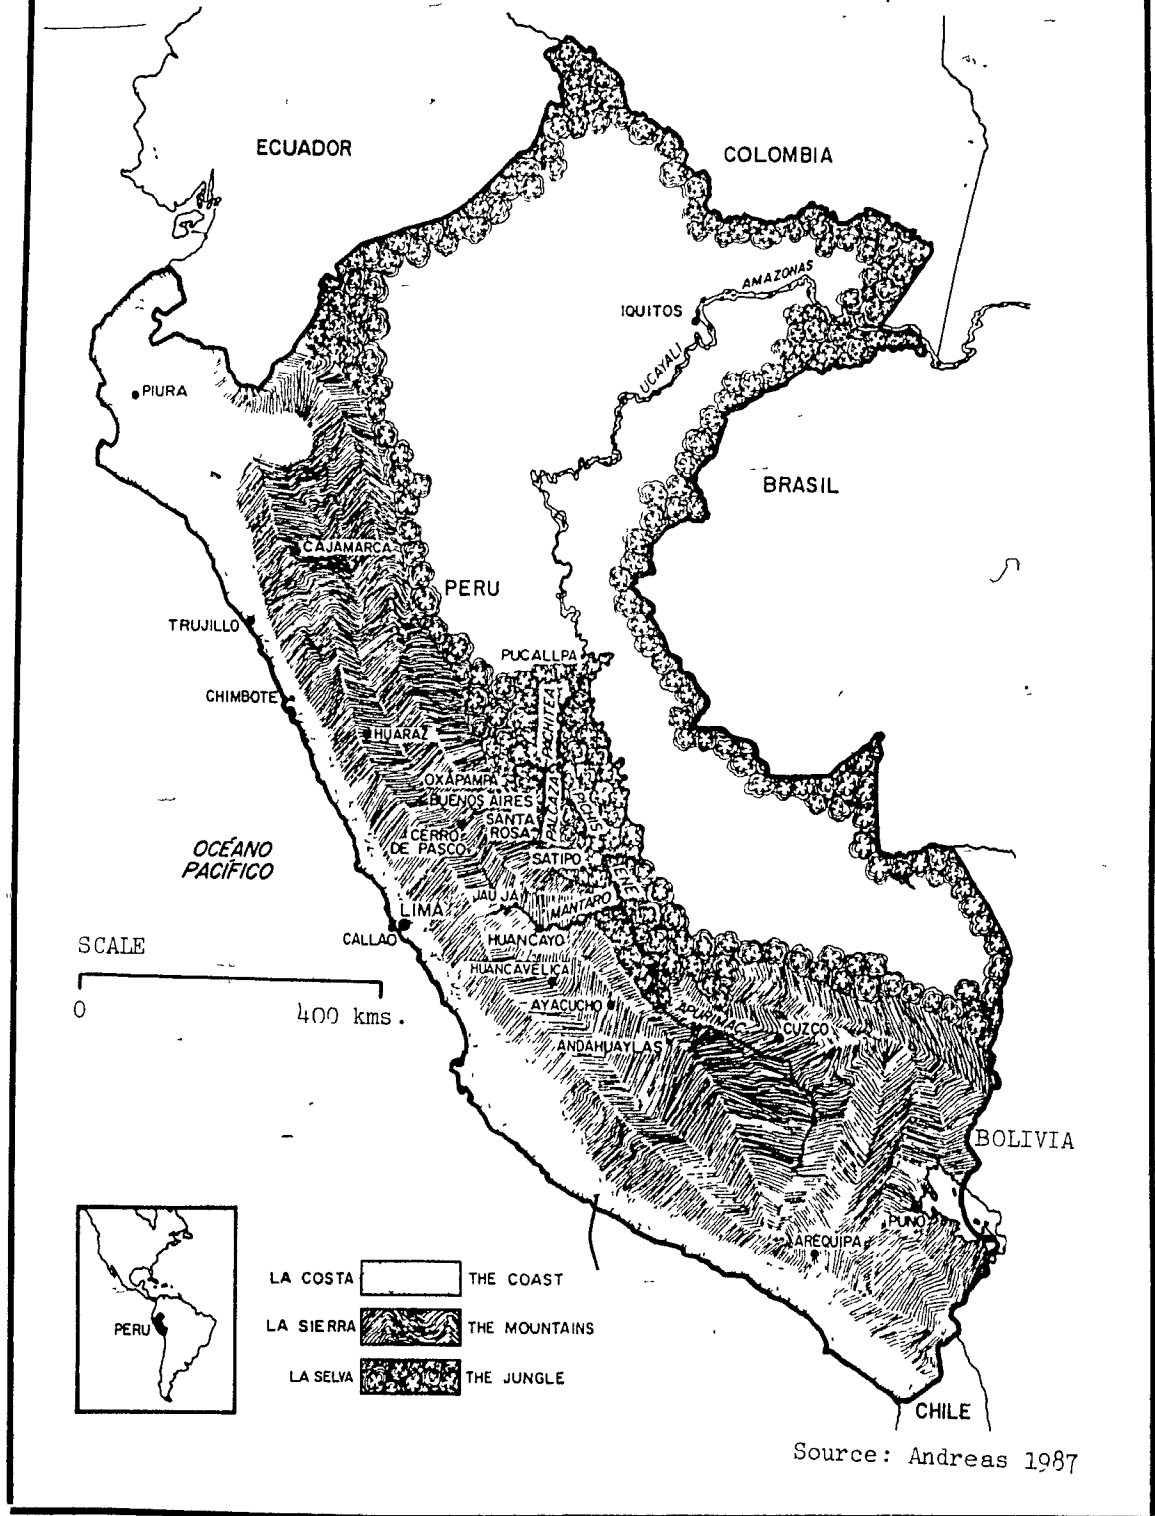 ECUADOR
COLOMBIA
AMAZONAS
IQUITOS
UCAYALI
PIURA
BRASIL
CAJAMARCA
PERU
TRUJILLO
PUCALLPA
CHIMBOTE
PACHITEA
HUARAZ
OXAPAMPA
BUENOS AIRES
PALCAZA
PICHIS
SANTA
ROSA
CERRO
DE PASCO
OCÉANO
PACÍFICO
SATIPO
ENE
JAUJA
MANTARO
LIMA
CALLAO
HUANCAYO
SCALE
HUANCAVELICA
0
400 kms.
AYACUCHO
APURIMAC
CUZCO
ANDAHUAYLAS
BOLIVIA
PUNO
AREQUIPA
LA COSTA THE COAST
LA SIERRA THE MOUNTAINS
LA SELVA THE JUNGLE
PERU
CHILE
Source: Andreas 1987